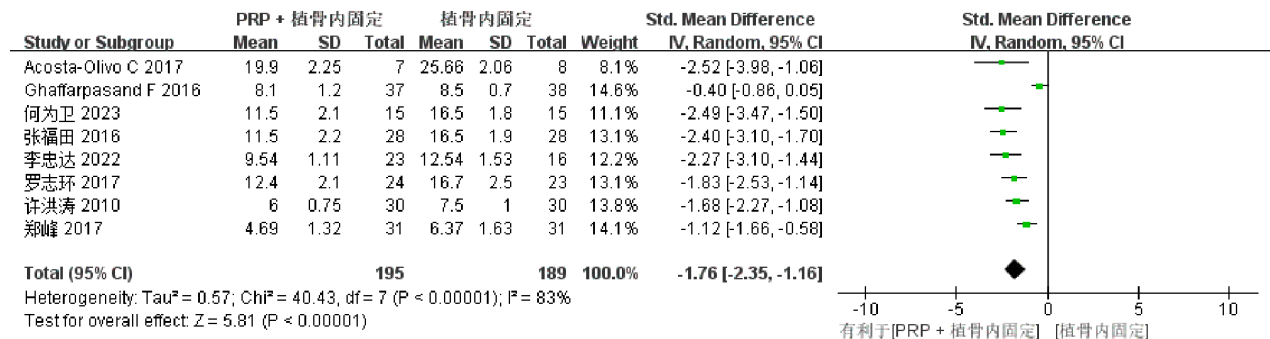 PRP + 植骨内固定 植骨内固定 Std. Mean Difference Std. Mean Difference
Study or Subgroup Mean SD Total Mean SD Total Weight IV, Random, 95% CI IV, Random, 95% CI
Acosta-Olivo C 2017 19.9 2.25 7 25.66 2.06 8 8.1% -2.52 [-3.98, -1.06]
Ghaffarpasand F 2016 8.1 1.2 37 8.5 0.7 38 14.6% -0.40 [-0.86, 0.05]
何为卫 2023 11.5 2.1 15 16.5 1.8 15 11.1% -2.49 [-3.47, -1.50]
张福田 2016 11.5 2.2 28 16.5 1.9 28 13.1% -2.40 [-3.10, -1.70]
李忠达 2022 9.54 1.11 23 12.54 1.53 16 12.2% -2.27 [-3.10, -1.44]
罗志环 2017 12.4 2.1 24 16.7 2.5 23 13.1% -1.83 [-2.53, -1.14]
许洪涛 2010 6 0.75 30 7.5 1 30 13.8% -1.68 [-2.27, -1.08]
郑峰 2017 4.69 1.32 31 6.37 1.63 31 14.1% -1.12 [-1.66, -0.58]
Total (95% CI) 195 189 100.0% -1.76 [-2.35, -1.16]
Heterogeneity: Tau² = 0.57; Chi² = 40.43, df = 7 (P < 0.00001); I² = 83%
Test for overall effect: Z = 5.81 (P < 0.00001)
-10 -5 0 5 10
有利于[PRP + 植骨内固定] [植骨内固定]